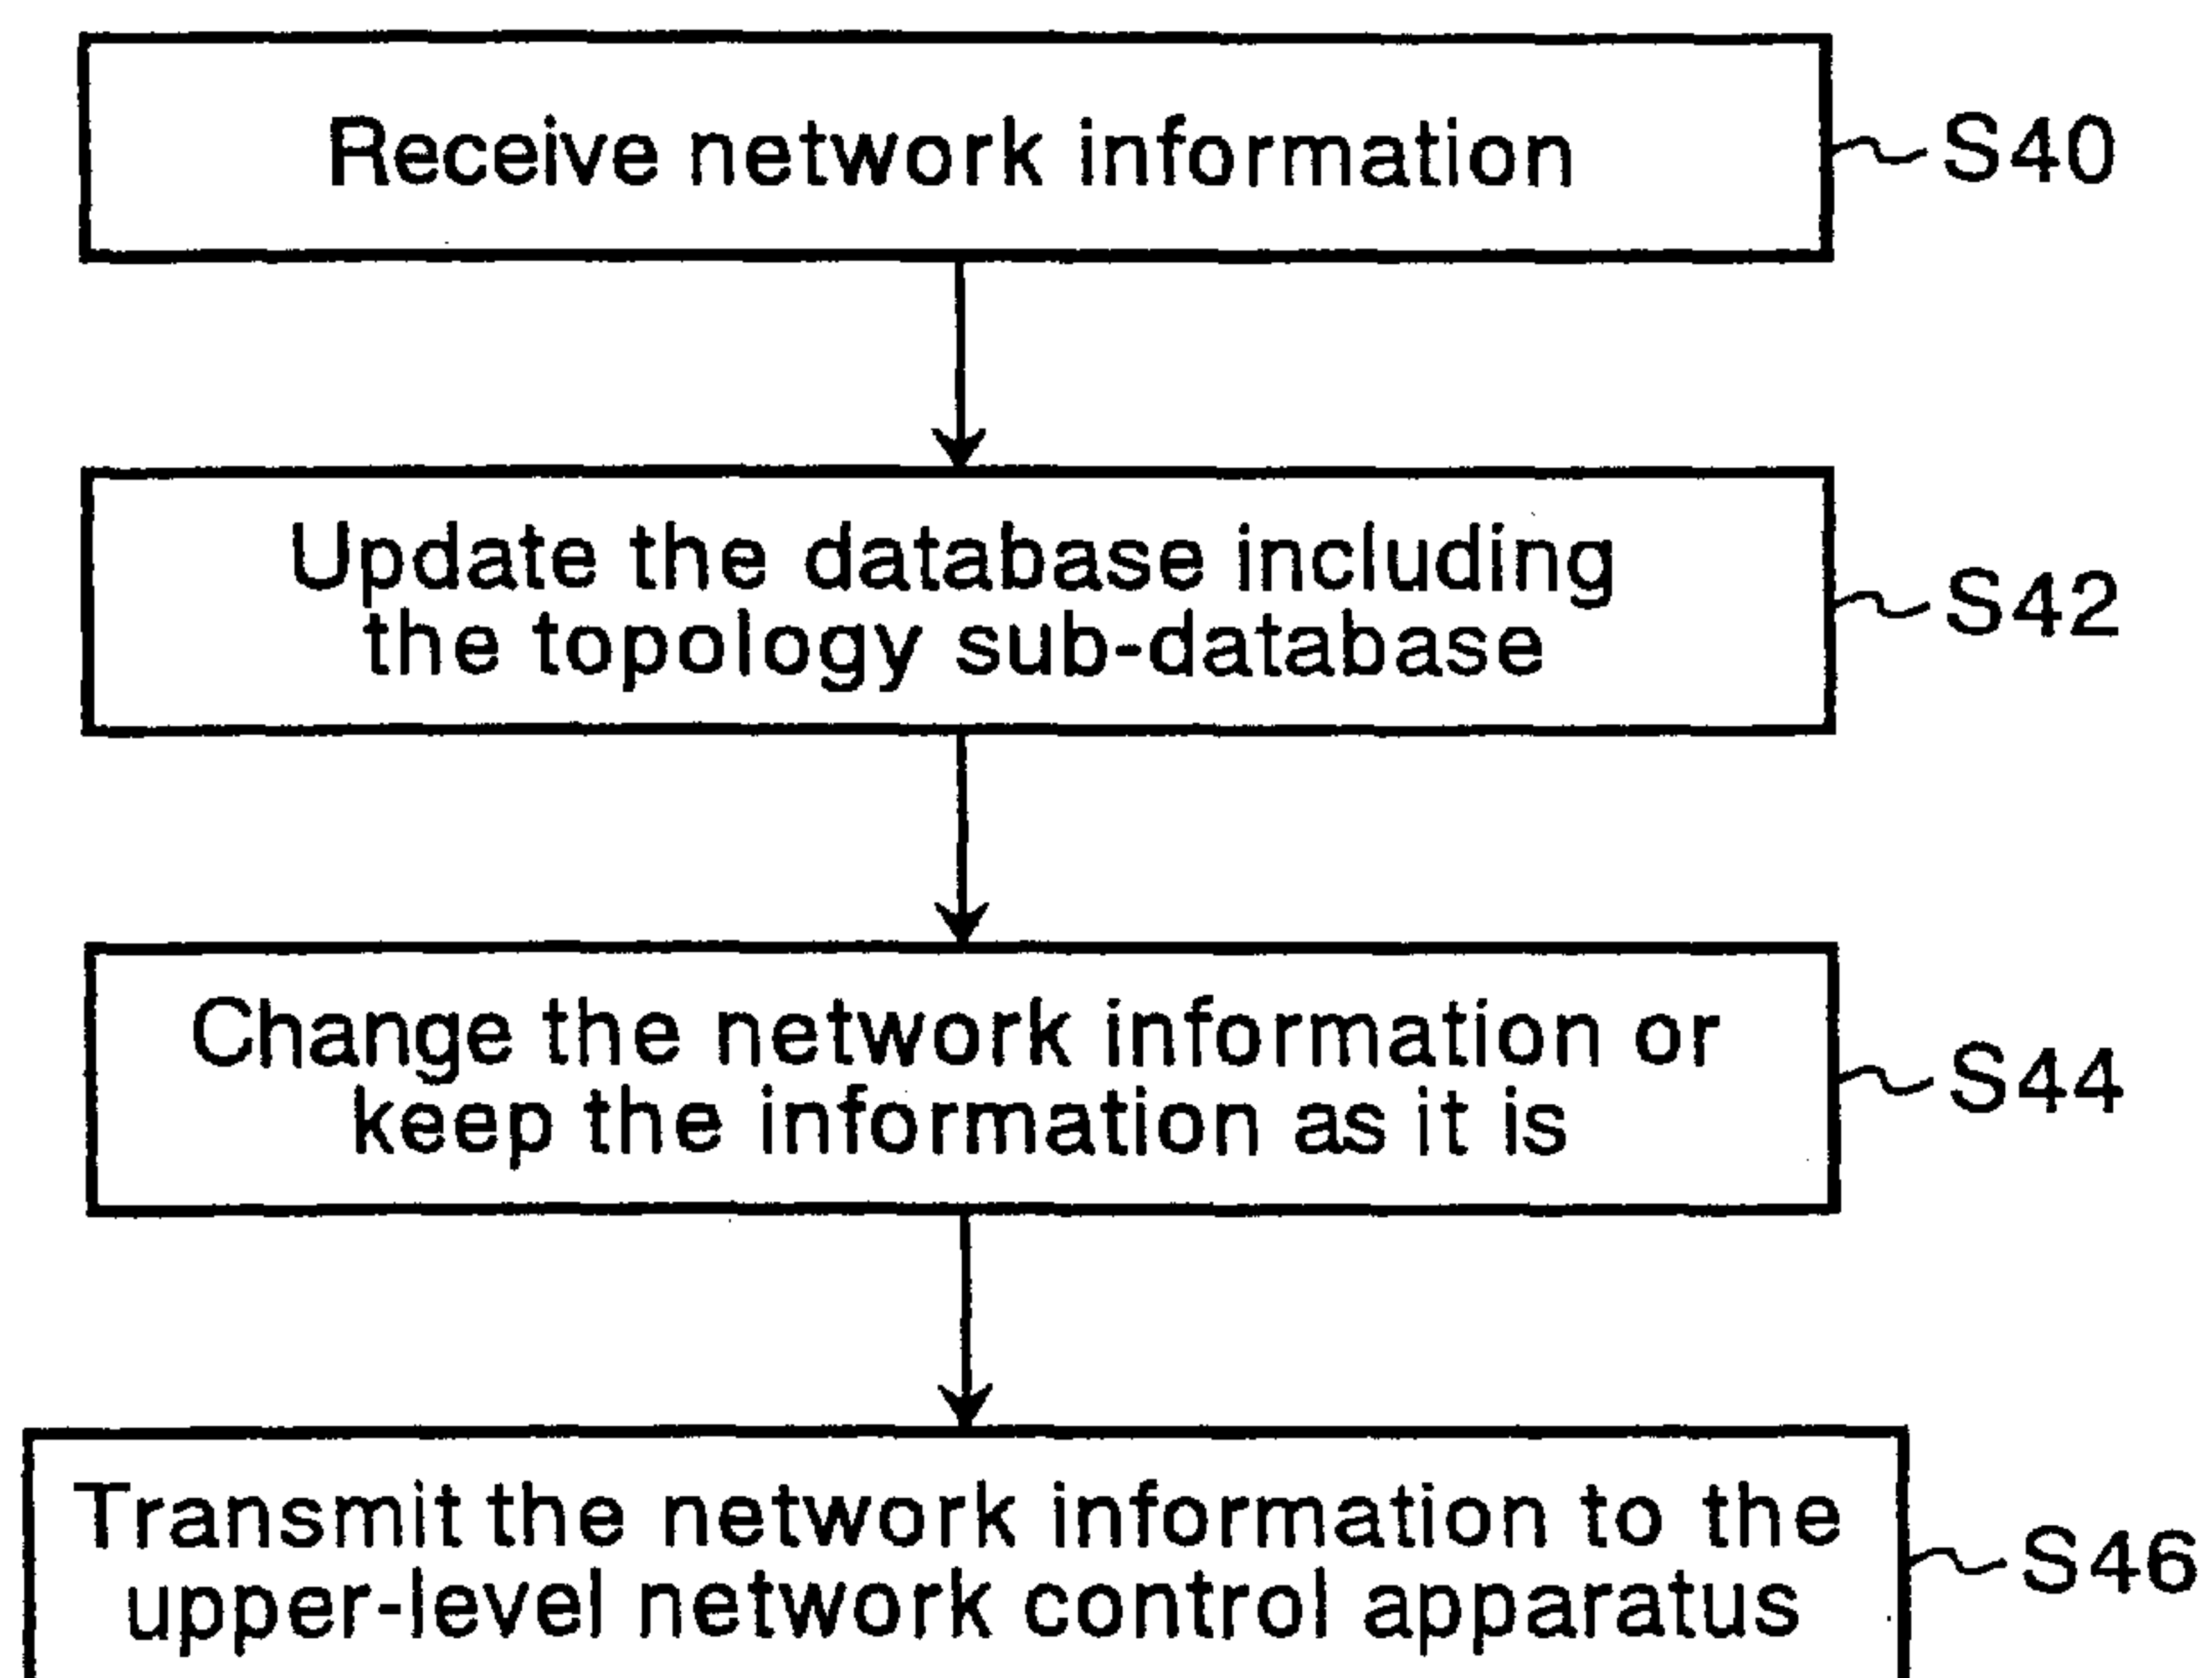 Receive network information
S40
Update the database including
the topology sub-database
S42
Change the network information or
keep the information as it is
S44
Transmit the network information to the
upper-level network control apparatus
S46